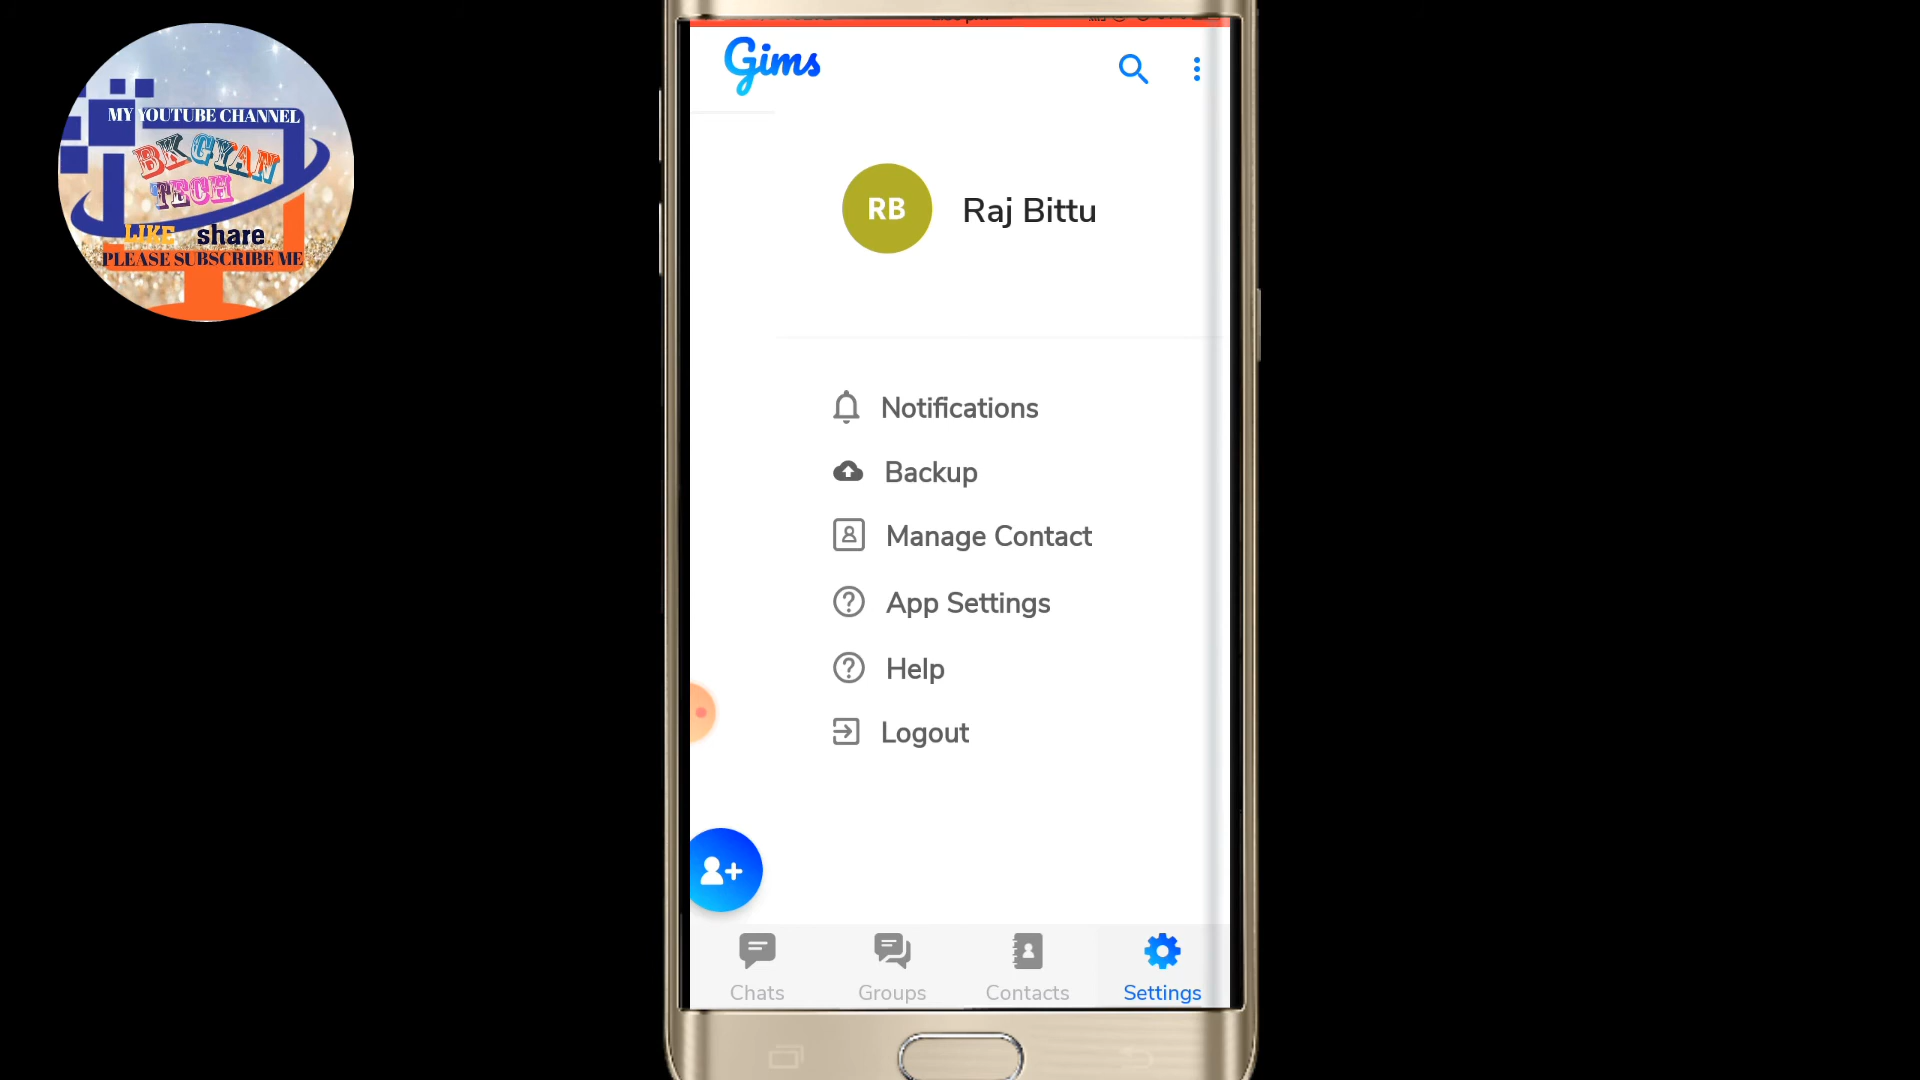 MY YOUTUBE CHANNEL
BK GYAN
TECH
LIKE share
PLEASE SUBSCRIBE ME
Gims
RB
Raj Bittu
Notifications
Backup
Manage Contact
App Settings
Help
Logout
Chats
Groups
Contacts
Settings